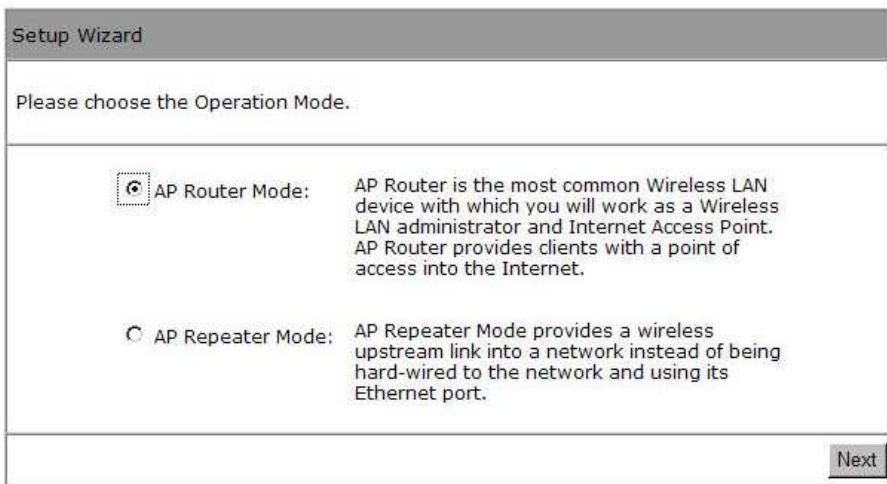 Setup Wizard
Please choose the Operation Mode.
AP Router Mode:
AP Router is the most common Wireless LAN
device with which you will work as a Wireless
LAN administrator and Internet Access Point.
AP Router provides clients with a point of
access into the Internet.
AP Repeater Mode:
AP Repeater Mode provides a wireless
upstream link into a network instead of being
hard-wired to the network and using its
Ethernet port.
Next